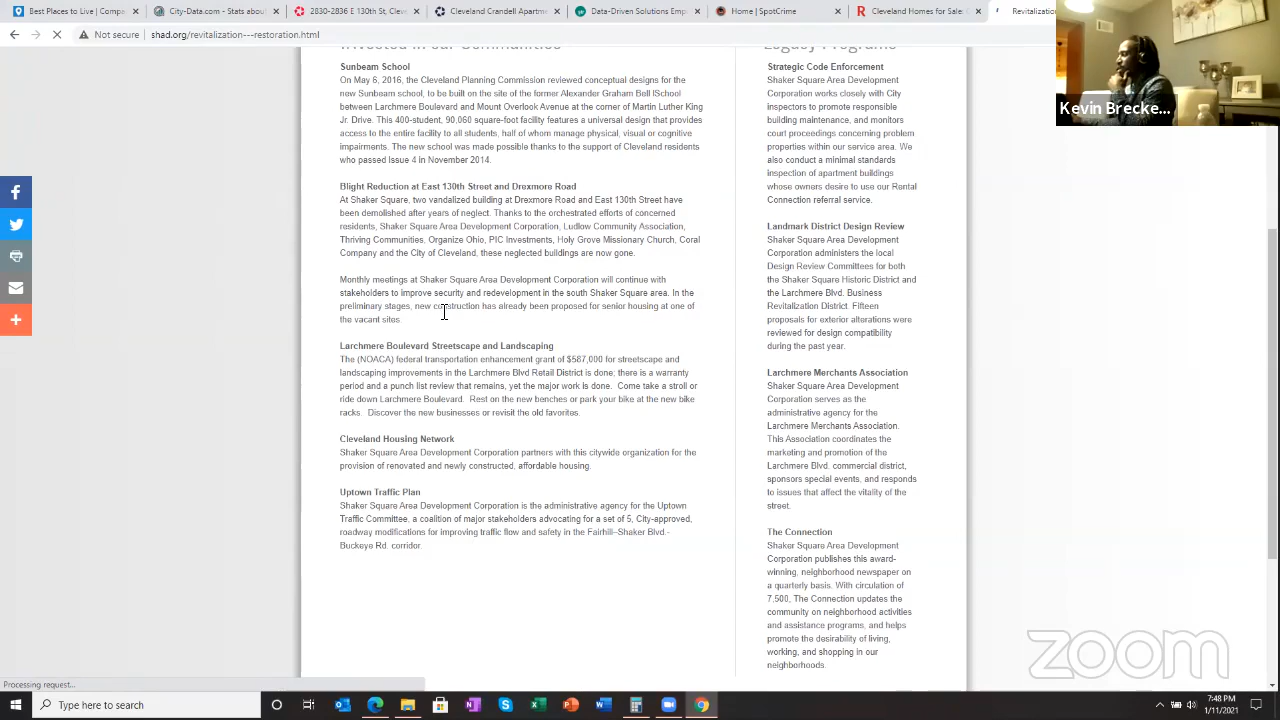 Best Places to Live | Compa
City-Data.com - Stats about
2830-2836 E 130th St, Cleve
Cleveland Candell Apartme
Data-Driven Solutions Emp
Home | SpotCrime
Cleveland Homes for Sale
Revitalization
Not secure | shad.org/revitalization---restoration.html
Kevin Brecke...
Invested in our Communities
Sunbeam School
On May 6, 2016, the Cleveland Planning Commission reviewed conceptual designs for the
new Sunbeam school, to be built on the site of the former Alexander Graham Bell lSchool
between Larchmere Boulevard and Mount Overlook Avenue at the corner of Martin Luther King
Jr. Drive. This 400-student, 90,060 square-foot facility features a universal design that provides
access to the entire facility to all students, half of whom manage physical, visual or cognitive
impairments. The new school was made possible thanks to the support of Cleveland residents
who passed Issue 4 in November 2014.
Blight Reduction at East 130th Street and Drexmore Road
At Shaker Square, two vandalized building at Drexmore Road and East 130th Street have
been demolished after years of neglect. Thanks to the orchestrated efforts of concerned
residents, Shaker Square Area Development Corporation, Ludlow Community Association,
Thriving Communities, Organize Ohio, PIC Investments, Holy Grove Missionary Church, Coral
Company and the City of Cleveland, these neglected buildings are now gone.
Monthly meetings at Shaker Square Area Development Corporation will continue with
stakeholders to improve security and redevelopment in the south Shaker Square area. In the
preliminary stages, new construction has already been proposed for senior housing at one of
the vacant sites.
Larchmere Boulevard Streetscape and Landscaping
The (NOACA) federal transportation enhancement grant of $587,000 for streetscape and
landscaping improvements in the Larchmere Blvd Retail District is done; there is a warranty
period and a punch list review that remains, yet the major work is done. Come take a stroll or
ride down Larchmere Boulevard. Rest on the new benches or park your bike at the new bike
racks. Discover the new businesses or revisit the old favorites.
Cleveland Housing Network
Shaker Square Area Development Corporation partners with this citywide organization for the
provision of renovated and newly constructed, affordable housing.
Uptown Traffic Plan
Shaker Square Area Development Corporation is the administrative agency for the Uptown
Traffic Committee, a coalition of major stakeholders advocating for a set of 5, City-approved,
roadway modifications for improving traffic flow and safety in the Fairhill–Shaker Blvd.-
Buckeye Rd. corridor.
Legacy Programs
Strategic Code Enforcement
Shaker Square Area Development
Corporation works closely with City
inspectors to promote responsible
building maintenance, and monitors
court proceedings concerning problem
properties within our service area. We
also conduct a minimal standards
inspection of apartment buildings
whose owners desire to use our Rental
Connection referral service.
Landmark District Design Review
Shaker Square Area Development
Corporation administers the local
Design Review Committees for both
the Shaker Square Historic District and
the Larchmere Blvd. Business
Revitalization District. Fifteen
proposals for exterior alterations were
reviewed for design compatibility
during the past year.
Larchmere Merchants Association
Shaker Square Area Development
Corporation serves as the
administrative agency for the
Larchmere Merchants Association.
This Association coordinates the
marketing and promotion of the
Larchmere Blvd. commercial district,
sponsors special events, and responds
to issues that affect the vitality of the
street.
The Connection
Shaker Square Area Development
Corporation publishes this award-
winning, neighborhood newspaper on
a quarterly basis. With circulation of
7,500, The Connection updates the
community on neighborhood activities
and assistance programs, and helps
promote the desirability of living,
working, and shopping in our
neighborhoods.
zoom
Processing request...
Type here to search
7:48 PM
1/11/2021